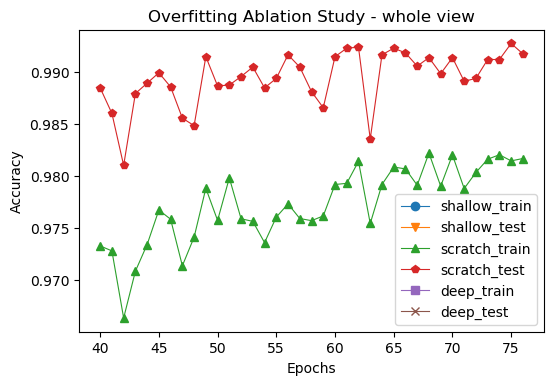 Overfitting Ablation Study - whole view
0.990
0.985
0.980
0.975
0.970
Accuracy
shallow_train
shallow_test
scratch_train
scratch_test
deep_train
deep_test
40 45 50 55 60 65 70 75
Epochs